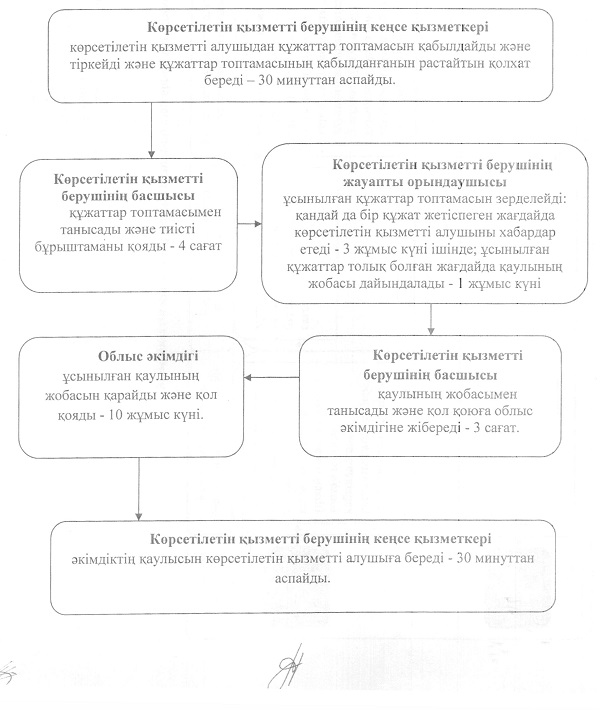 Көрсетілетін қызметті берушінің кеңсе қызметкері
көрсетілетін қызметті алушыдан құжаттар топтамасын қабылдайды және
тіркейді және құжаттар топтамасының қабылданғанын растайтын қолхат
береді – 30 минуттан аспайды.
Көрсетілетін қызметті
берушінің басшысы
құжаттар топтамасымен
танысады және тиісті
бұрыштаманы қояды - 4 сағат
Көрсетілетін қызметті берушінің
жауапты орындаушысы
ұсынылған құжаттар топтамасын зерделейді:
қандай да бір құжат жетіспеген жағдайда
көрсетілетін қызметті алушыны хабардар
етеді - 3 жұмыс күні ішінде; ұсынылған
құжаттар толық болған жағдайда қаулының
жобасы дайындалады - 1 жұмыс күні
Облыс әкімдігі
ұсынылған қаулының
жобасын қарайды және қол
қояды - 10 жұмыс күні.
Көрсетілетін қызметті
берушінің басшысы
қаулының жобасымен
танысады және қол қоюға облыс
әкімдігіне жібереді - 3 сағат.
Көрсетілетін қызметті берушінің кеңсе қызметкері
әкімдіктің қаулысын көрсетілетін қызметті алушыға береді - 30 минуттан
аспайды.